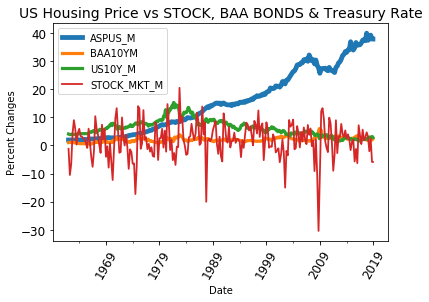 US Housing Price vs STOCK, BAA BONDS & Treasury Rate
ASPUS_M
BAA10YM
US10Y_M
STOCK_MKT_M
Percent Changes
40
30
20
10
0
−10
−20
−30
1969
1979
1989
1999
2009
2019
Date